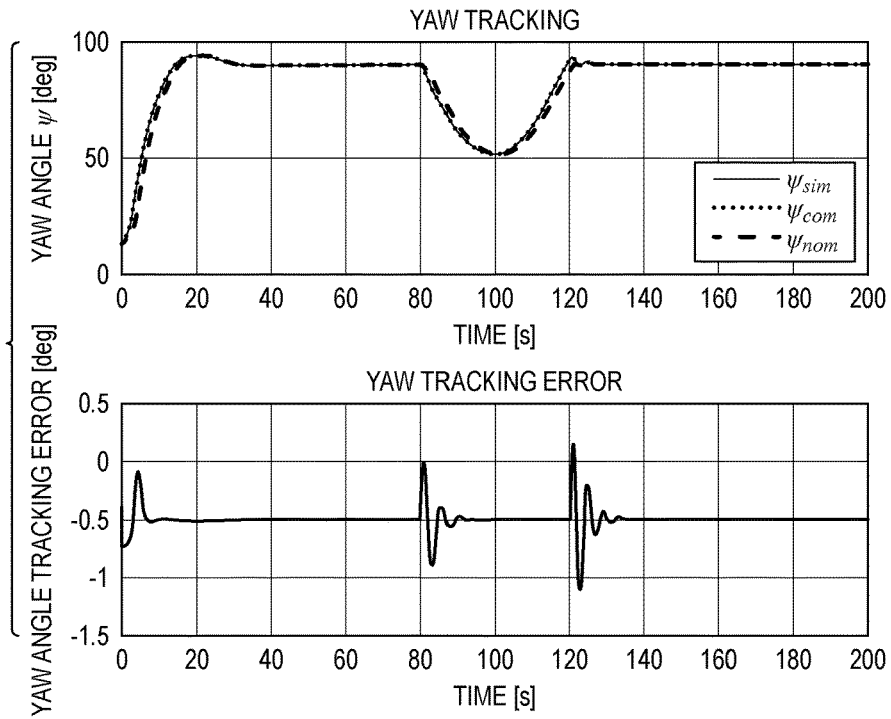 YAW TRACKING
YAW ANGLE ψ [deg]
100
50
0
ψsim
ψcom
ψnom
0 20 40 60 80 100 120 140 160 180 200
TIME [s]
YAW TRACKING ERROR
YAW ANGLE TRACKING ERROR [deg]
0.5
0
-0.5
-1
-1.5
0 20 40 60 80 100 120 140 160 180 200
TIME [s]